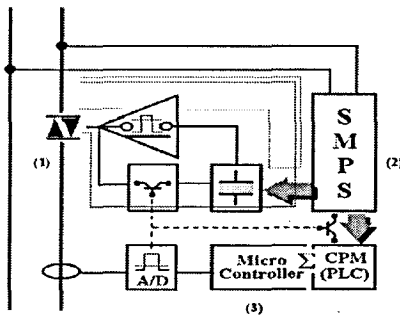 (1)
S
M
P
S
(2)
A/D
Micro
Controller
Σ
CPM
(PLC)
(3)